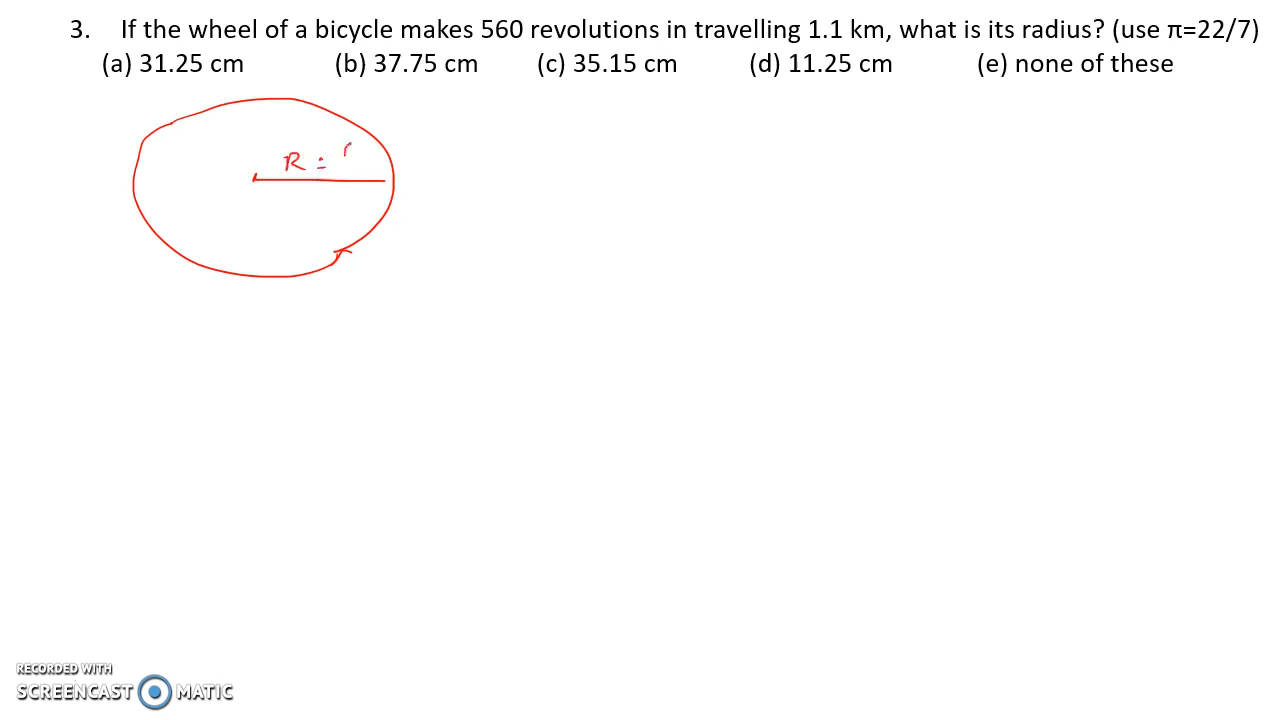 3. If the wheel of a bicycle makes 560 revolutions in travelling 1.1 km, what is its radius? (use π=22/7)
(a) 31.25 cm (b) 37.75 cm (c) 35.15 cm (d) 11.25 cm (e) none of these
R =
RECORDED WITH
SCREENCAST MATIC